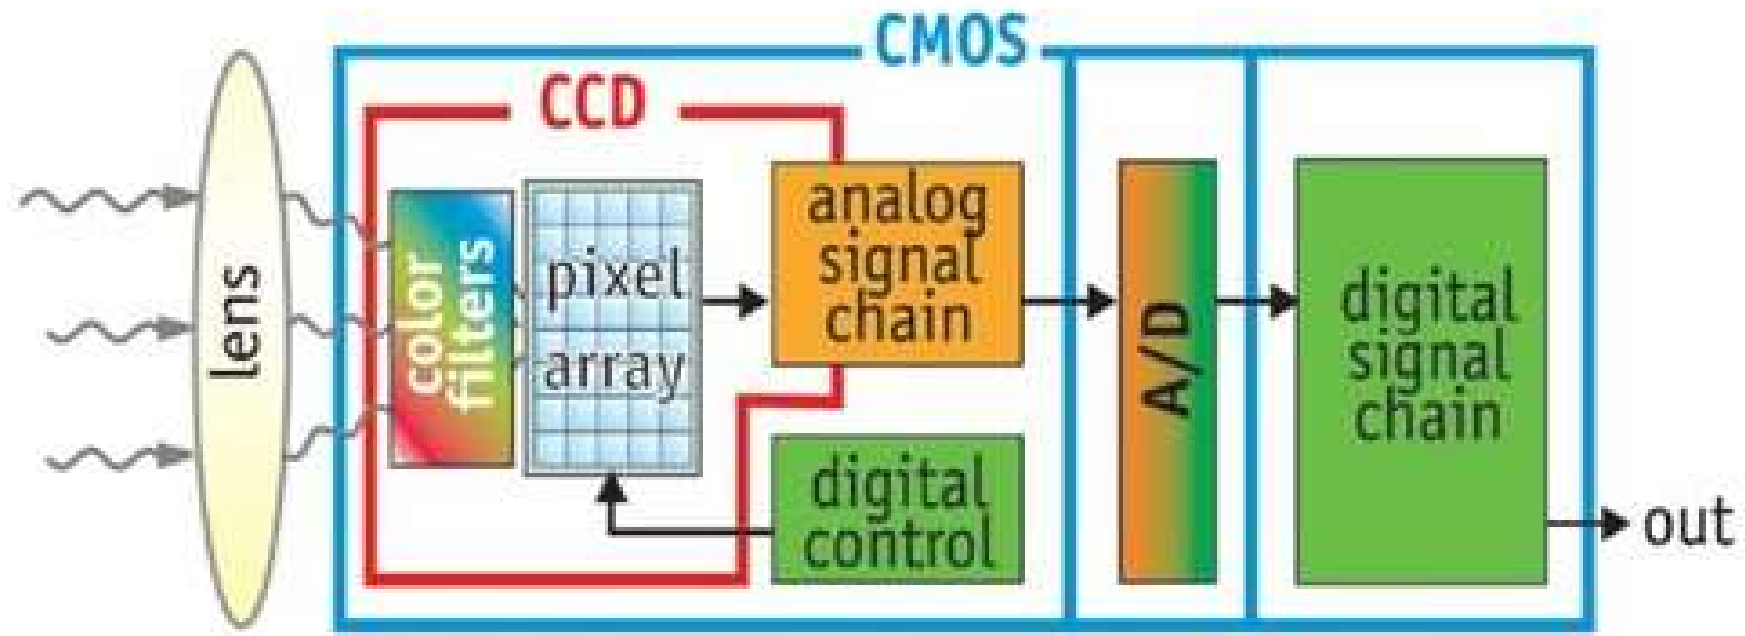 CMOS
CCD
lens
color
filters
pixel
array
analog
signal
chain
digital
control
A/D
digital
signal
chain
out